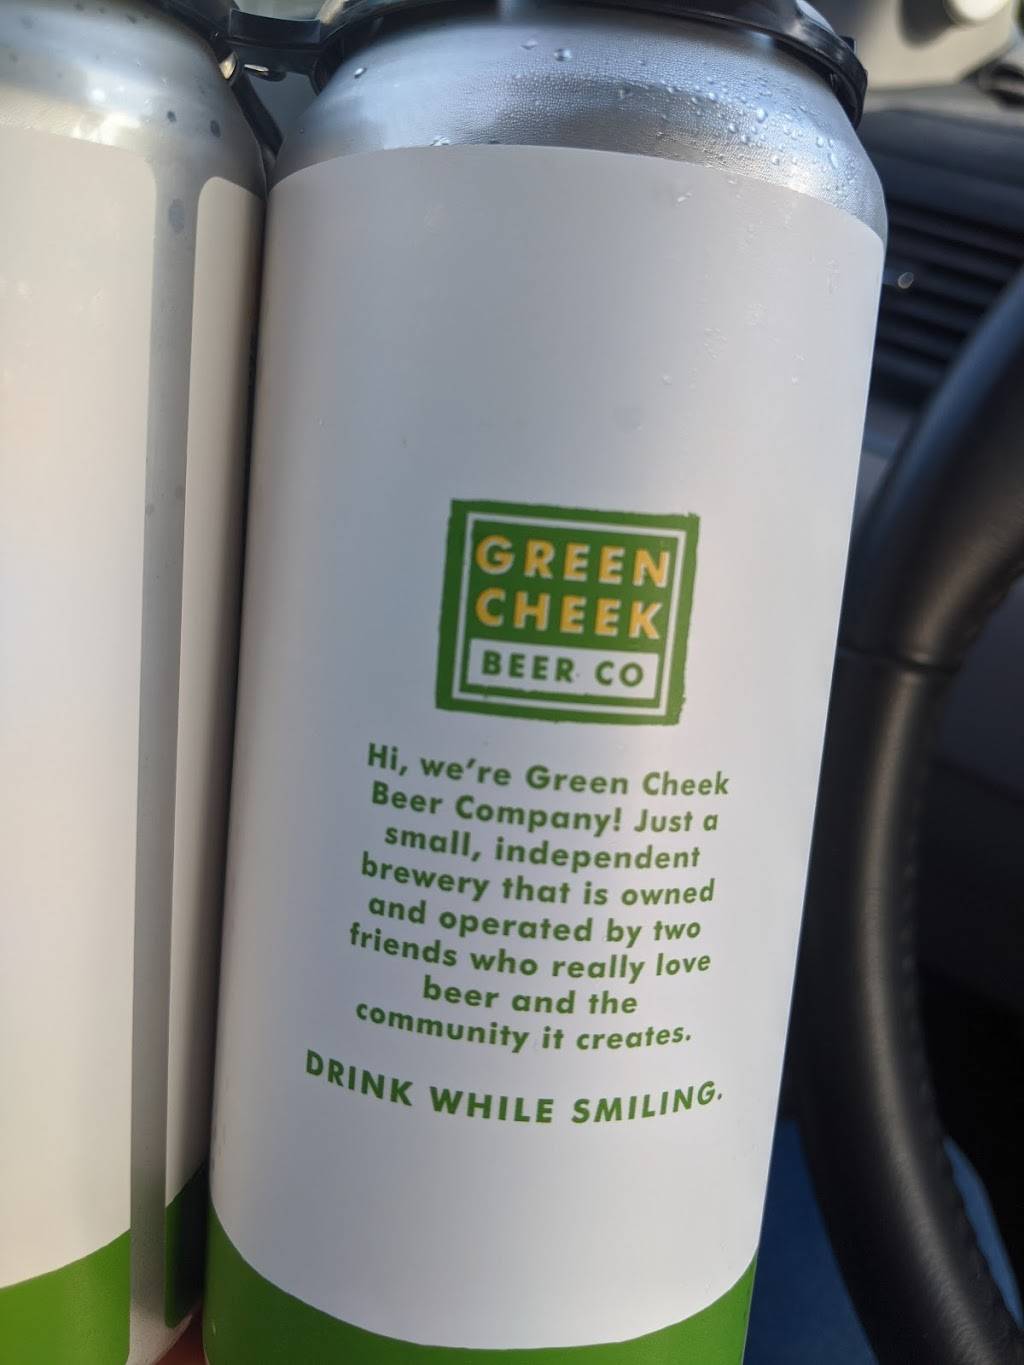 GREEN
CHEEK
BEER CO
Hi, we're Green Cheek
Beer Company! Just a
small, independent
brewery that is owned
and operated by two
friends who really love
beer and the
community it creates.
DRINK WHILE SMILING.